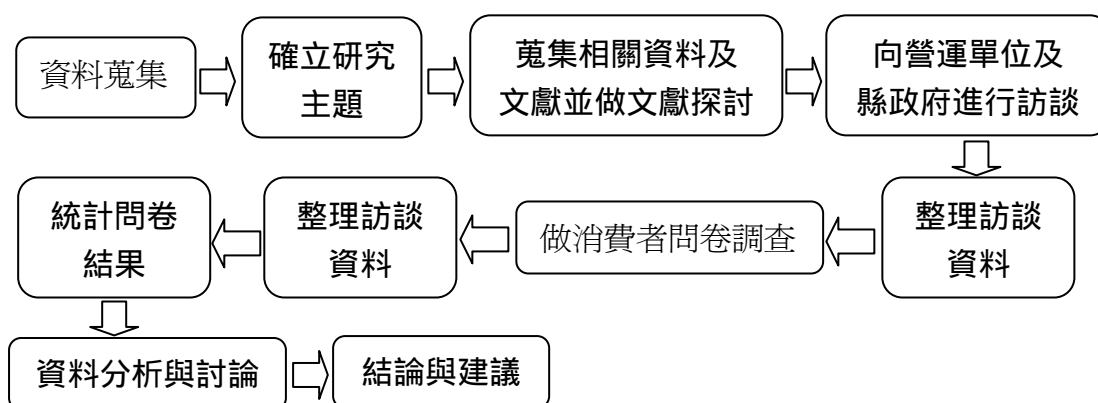 資料蒐集
確立研究
主題
蒐集相關資料及
文獻並做文獻探討
向營運單位及
縣政府進行訪談
整理訪談
資料
做消費者問卷調查
整理訪談
資料
統計問卷
結果
資料分析與討論
結論與建議